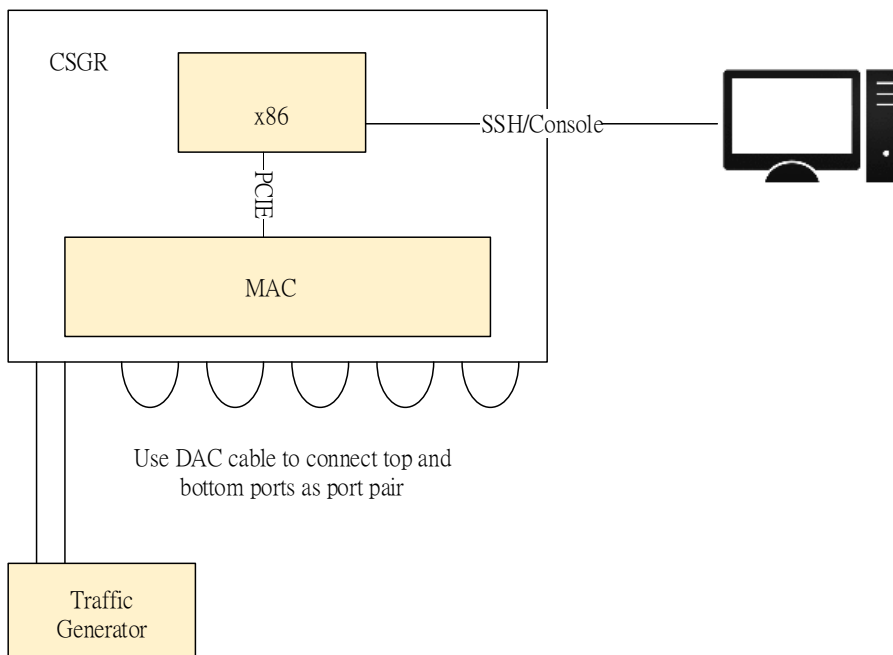 CSGR
x86
SSH/Console
PCIE
MAC
Use DAC cable to connect top and
bottom ports as port pair
Traffic
Generator